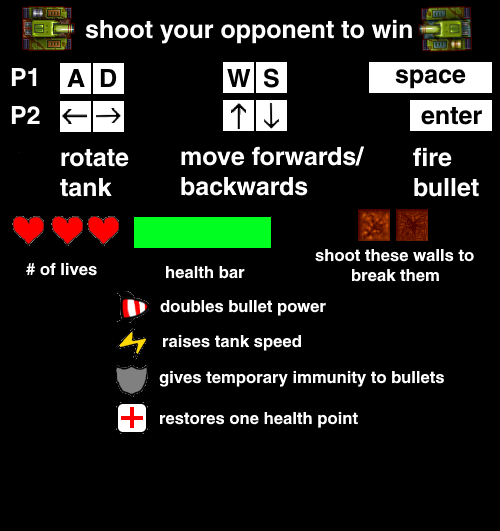 shoot your opponent to win
P1 A D W S space
P2 ← → ↑ ↓ enter
rotate tank move forwards/ backwards fire bullet
# of lives health bar shoot these walls to
break them
doubles bullet power
raises tank speed
gives temporary immunity to bullets
restores one health point